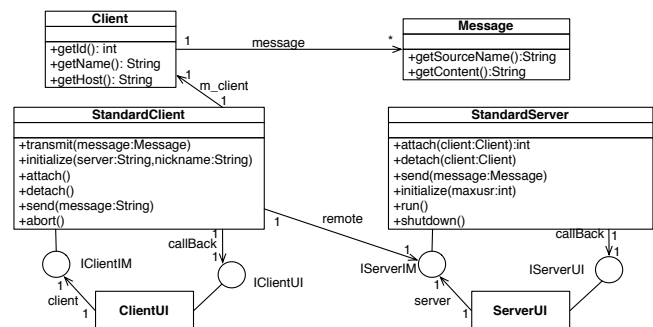 Client
+getId(): int
+getName(): String
+getHost(): String
1
message
*
Message
+getSourceName():String
+getContent():String
1
m_client
1
StandardClient
+transmit(message:Message)
+initialize(server:String,nickname:String)
+attach()
+detach()
+send(message:String)
+abort()
StandardServer
+attach(client:Client):int
+detach(client:Client)
+send(message:Message)
+initialize(maxusr:int)
+run()
+shutdown()
1
remote
1
1
callBack
1
1
callBack
1
IClientIM
IClientUI
IServerIM
IServerUI
1
client
1
ClientUI
1
server
1
ServerUI